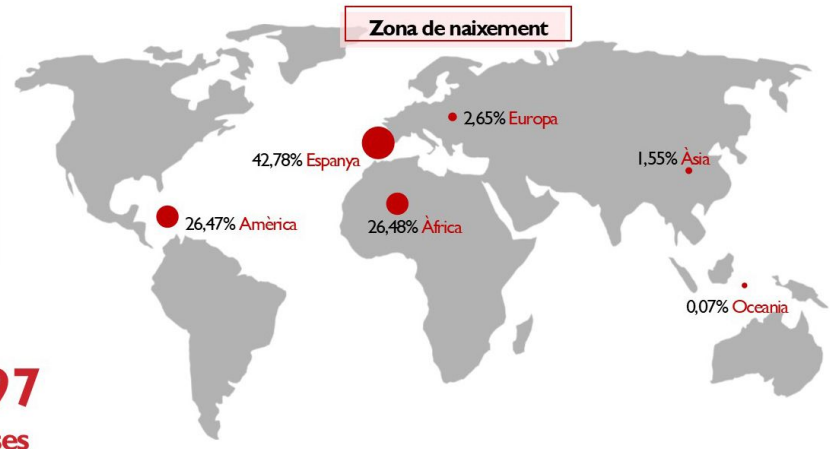 Zona de naixement
2,65% Europa
42,78% Espanya
1,55% Àsia
26,47% Amèrica
26,48% Àfrica
0,07% Oceania
97